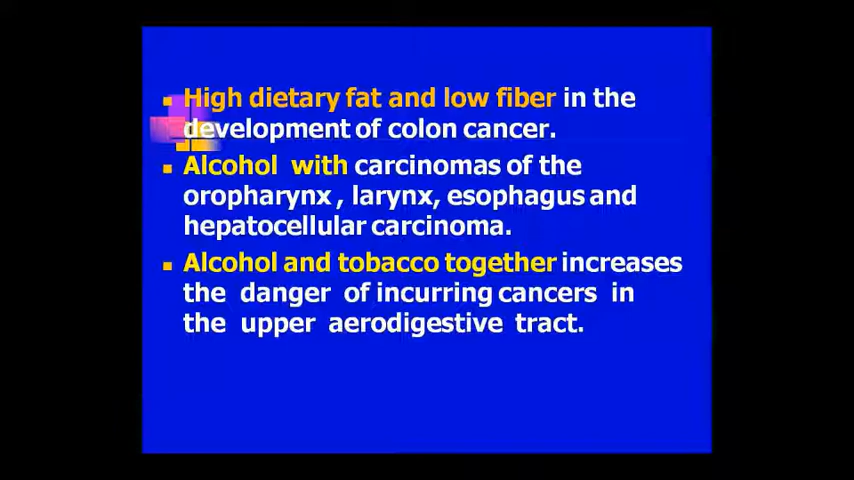 High dietary fat and low fiber in the
development of colon cancer.
Alcohol with carcinomas of the
oropharynx , larynx, esophagus and
hepatocellular carcinoma.
Alcohol and tobacco together increases
the danger of incurring cancers in
the upper aerodigestive tract.